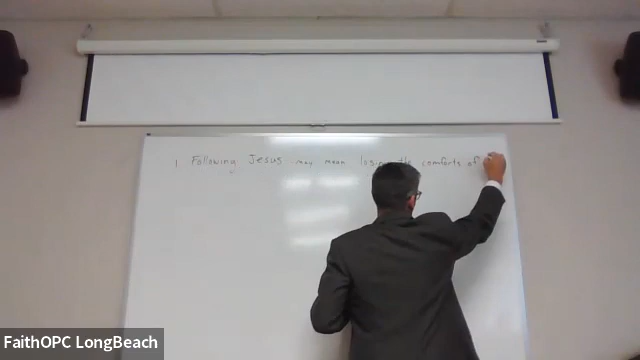 1. Following Jesus may mean losing the comforts of
FaithOPC LongBeach